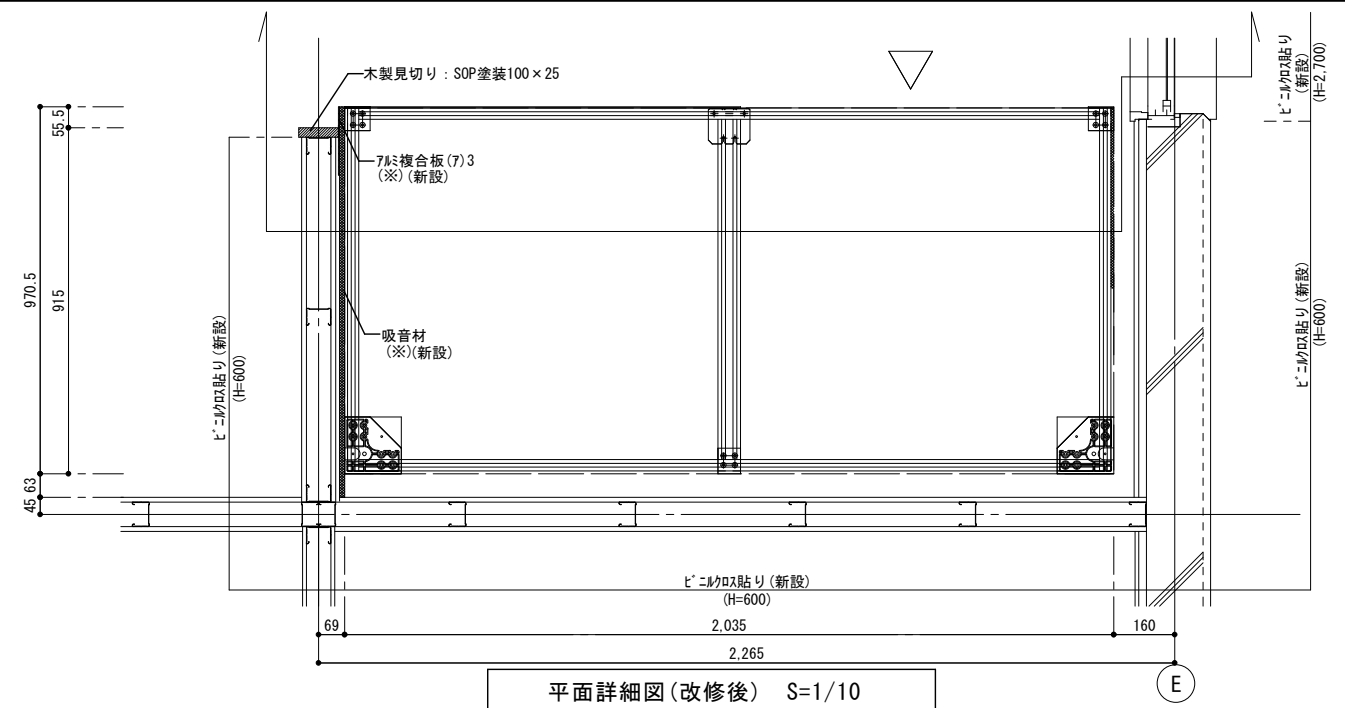 木製見切り：SOP塗装100×25
ｱﾙﾐ複合板(ｱ)3
(※)(新設)
吸音材
(※)(新設)
ﾋﾞﾆﾙｸﾛｽ貼り(新設)
(H=2,700)
ﾋﾞﾆﾙｸﾛｽ貼り(新設)
(H=600)
ﾋﾞﾆﾙｸﾛｽ貼り(新設)
(H=600)
ﾋﾞﾆﾙｸﾛｽ貼り(新設)
(H=600)
55.5
970.5
915
63
45
69
2,035
160
2,265
E
平面詳細図(改修後) S=1/10